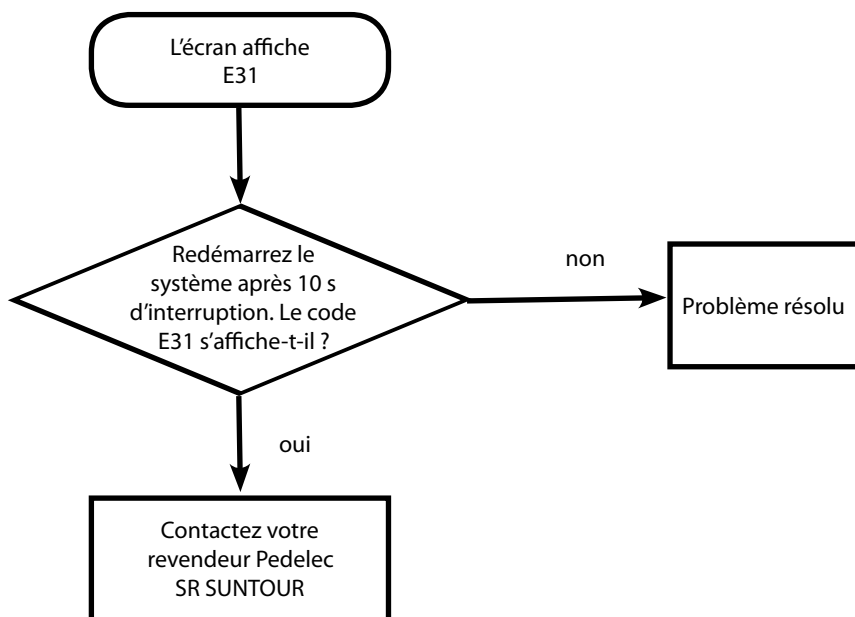 L’écran affiche
E31
Redémarrez le
système après 10 s
d’interruption. Le code
E31 s’affiche-t-il ?
non
Problème résolu
oui
Contactez votre
revendeur Pedelec
SR SUNTOUR